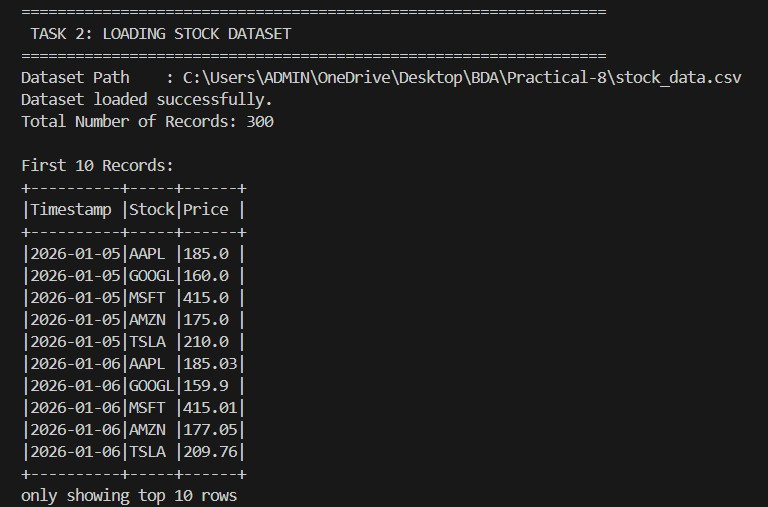 ================================================================
 TASK 2: LOADING STOCK DATASET
================================================================
Dataset Path    : C:\Users\ADMIN\OneDrive\Desktop\BDA\Practical-8\stock_data.csv
Dataset loaded successfully.
Total Number of Records: 300

First 10 Records:
+----------+-----+------+
|Timestamp |Stock|Price |
+----------+-----+------+
|2026-01-05|AAPL |185.0 |
|2026-01-05|GOOGL|160.0 |
|2026-01-05|MSFT |415.0 |
|2026-01-05|AMZN |175.0 |
|2026-01-05|TSLA |210.0 |
|2026-01-06|AAPL |185.03|
|2026-01-06|GOOGL|159.9 |
|2026-01-06|MSFT |415.01|
|2026-01-06|AMZN |177.05|
|2026-01-06|TSLA |209.76|
+----------+-----+------+
only showing top 10 rows